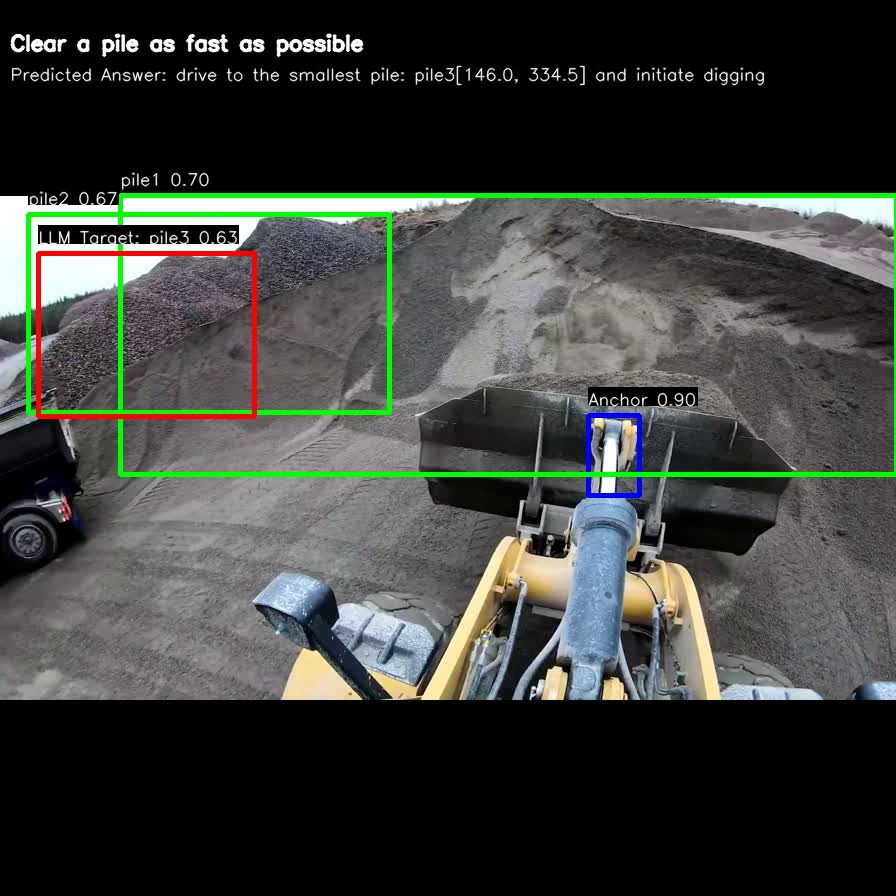 Clear a pile as fast as possible
Predicted Answer: drive to the smallest pile: pile3[146.0, 334.5] and initiate digging
pile1 0.70
pile2 0.67
LLM Target: pile3 0.63
Anchor 0.90